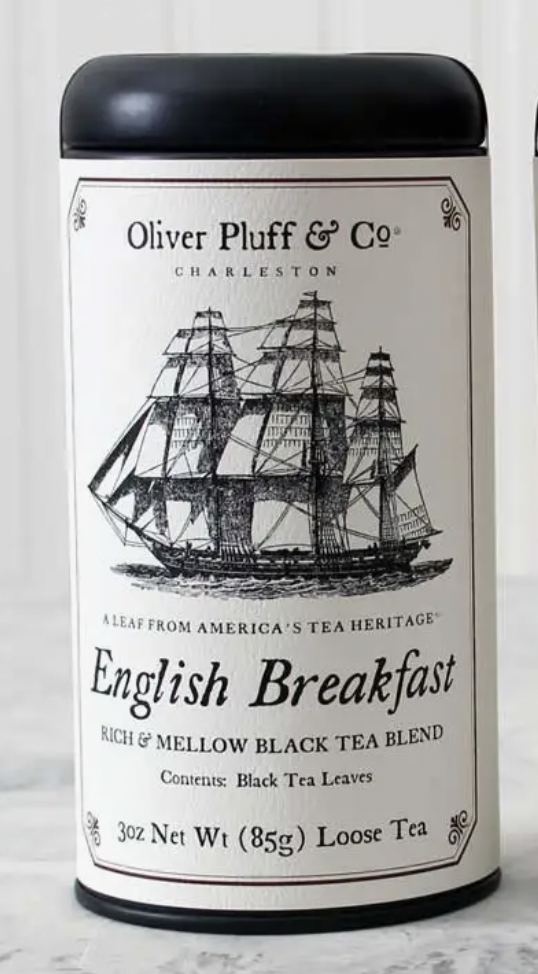 Oliver Pluff & Co®
CHARLESTON
A LEAF FROM AMERICA'S TEA HERITAGE®
English Breakfast
RICH & MELLOW BLACK TEA BLEND
Contents: Black Tea Leaves
3oz Net Wt (85g) Loose Tea